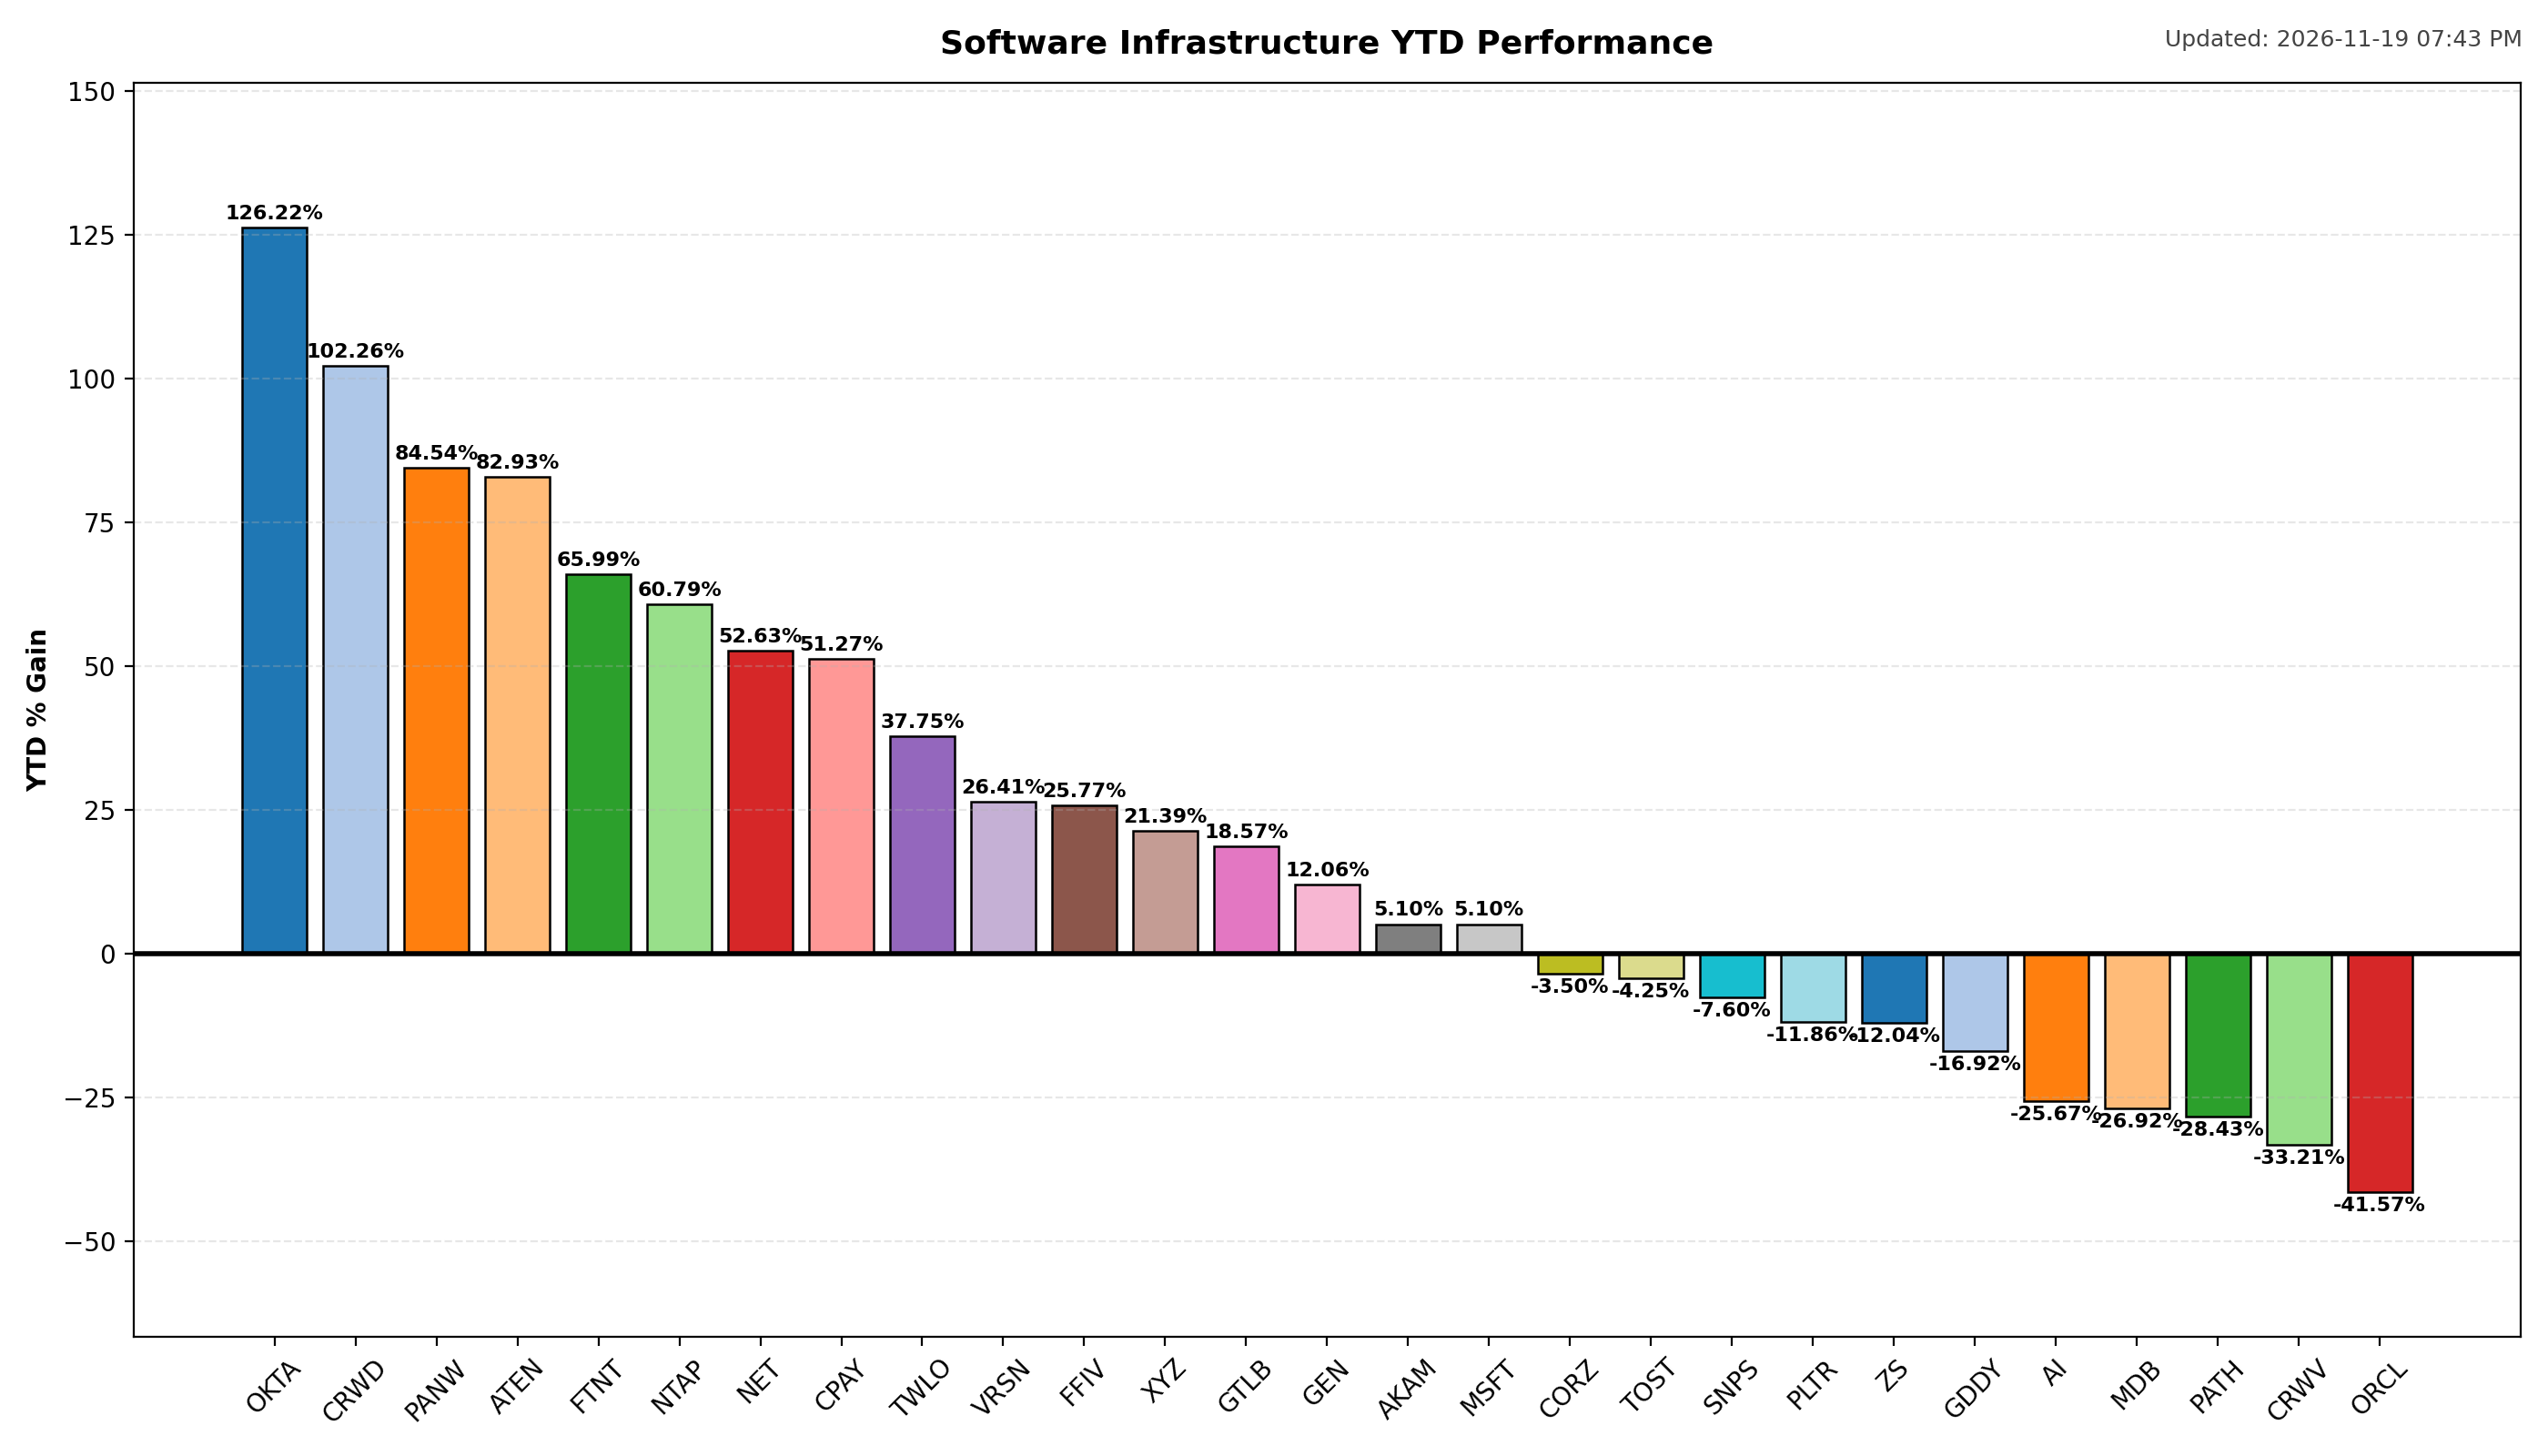 Software Infrastructure YTD Performance
Updated: 2026-11-19 07:43 PM
YTD % Gain
150
125
100
75
50
25
0
−25
−50
126.22%
102.26%
84.54%
82.93%
65.99%
60.79%
52.63%
51.27%
37.75%
26.41%
25.77%
21.39%
18.57%
12.06%
5.10%
5.10%
-3.50%
-4.25%
-7.60%
-11.86%
-12.04%
-16.92%
-25.67%
-26.92%
-28.43%
-33.21%
-41.57%
OKTA
CRWD
PANW
ATEN
FTNT
NTAP
NET
CPAY
TWLO
VRSN
FFIV
XYZ
GTLB
GEN
AKAM
MSFT
CORZ
TOST
SNPS
PLTR
ZS
GDDY
AI
MDB
PATH
CRWV
ORCL